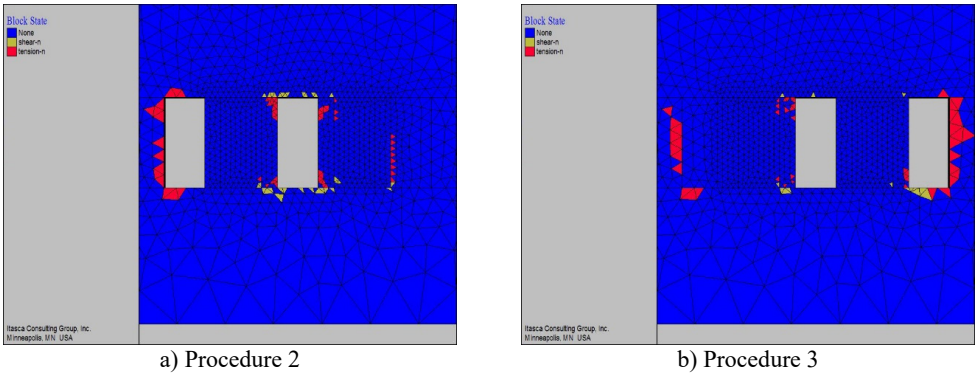 Block State
None
shear-n
tension-n
Itasca Consulting Group, Inc.
Minneapolis, MN USA
a) Procedure 2
Block State
None
shear-n
tension-n
Itasca Consulting Group, Inc.
Minneapolis, MN USA
b) Procedure 3